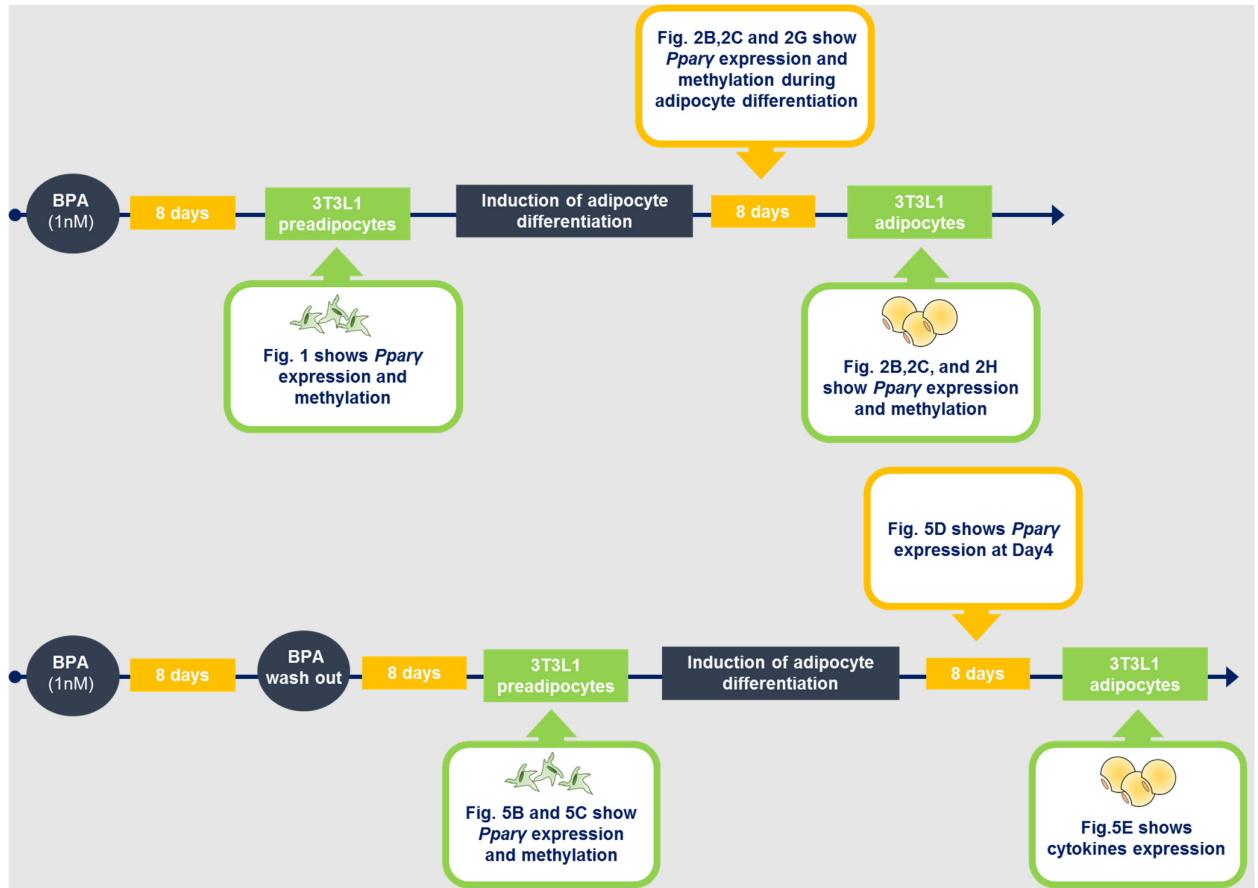 Fig. 2B,2C and 2G show
Pparγ expression and
methylation during
adipocyte differentiation
BPA
(1nM)
8 days
3T3L1
preadipocytes
Induction of adipocyte
differentiation
8 days
3T3L1
adipocytes
Fig. 1 shows Pparγ
expression and
methylation
Fig. 2B,2C, and 2H
show Pparγ expression
and methylation
Fig. 5D shows Pparγ
expression at Day4
BPA
(1nM)
8 days
BPA
wash out
8 days
3T3L1
preadipocytes
Induction of adipocyte
differentiation
8 days
3T3L1
adipocytes
Fig. 5B and 5C show
Pparγ expression
and methylation
Fig.5E shows
cytokines expression